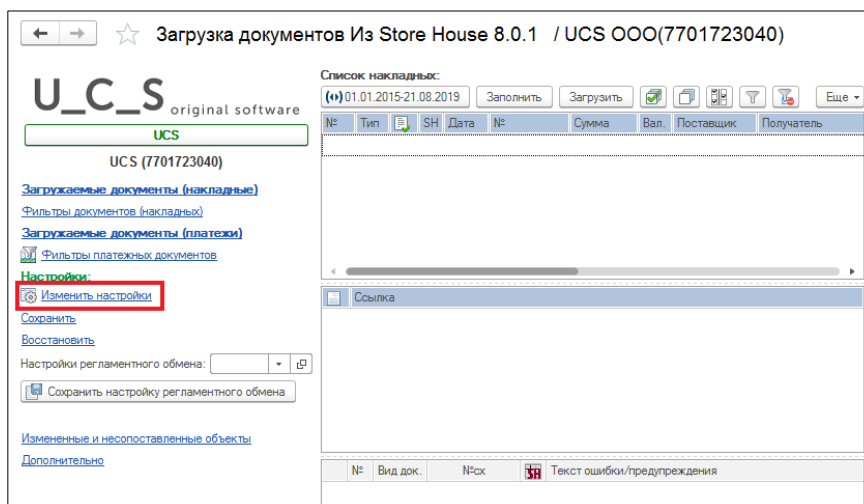 Загрузка документов Из Store House 8.0.1 / UCS ООО(7701723040)
U_C_S original software
UCS
UCS (7701723040)
Загружаемые документы (накладные)
Фильтры документов (накладных)
Загружаемые документы (платежи)
Фильтры платежных документов
Настройки:
Изменить настройки
Сохранить
Восстановить
Настройки регламентного обмена:
Сохранить настройку регламентного обмена
Измененные и несопоставленные объекты
Дополнительно
Список накладных:
01.01.2015-21.08.2019 Заполнить Загрузить Еще
№ Тип SH Дата № Сумма Вал. Поставщик Получатель
Ссылка
№ Вид док. №сх SH Текст ошибки/предупреждения